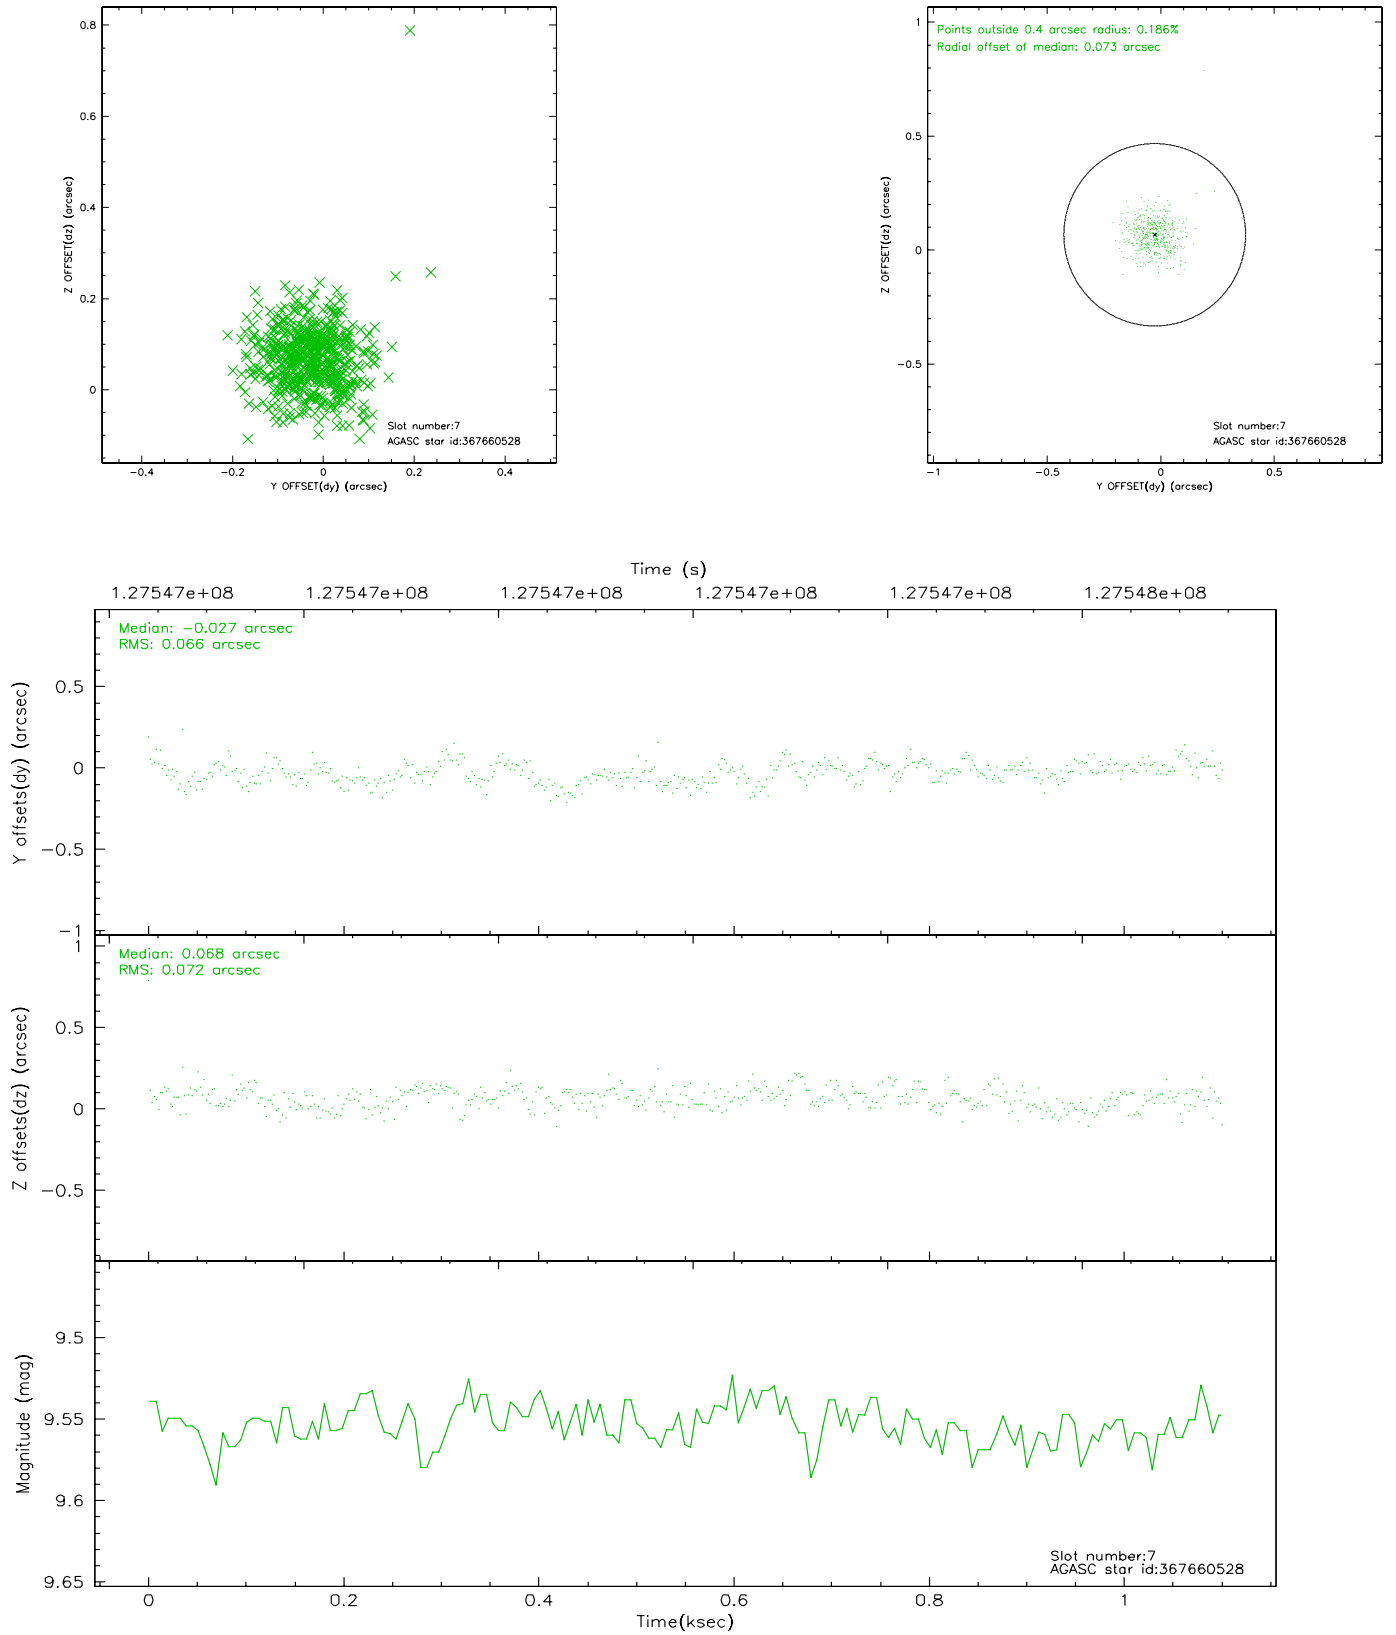 0.8
0.6
0.4
0.2
0
Z OFFSET(dz) (arcsec)
−0.4 −0.2 0 0.2 0.4
Y OFFSET(dy) (arcsec)
Slot number:7
AGASC star id:367660528
Points outside 0.4 arcsec radius: 0.186%
Radial offset of median: 0.073 arcsec
1
0.5
0
−0.5
Z OFFSET(dz) (arcsec)
−1 −0.5 0 0.5
Y OFFSET(dy) (arcsec)
Slot number:7
AGASC star id:367660528
Time (s)
1.27547e+08 1.27547e+08 1.27547e+08 1.27547e+08 1.27547e+08 1.27548e+08
Median: −0.027 arcsec
RMS: 0.066 arcsec
0.5
0
−0.5
−1
Y offsets(dy) (arcsec)
Median: 0.068 arcsec
RMS: 0.072 arcsec
1
0.5
0
−0.5
Z offsets(dz) (arcsec)
9.5
9.55
9.6
9.65
Magnitude (mag)
Slot number:7
AGASC star id:367660528
0 0.2 0.4 0.6 0.8 1
Time(ksec)